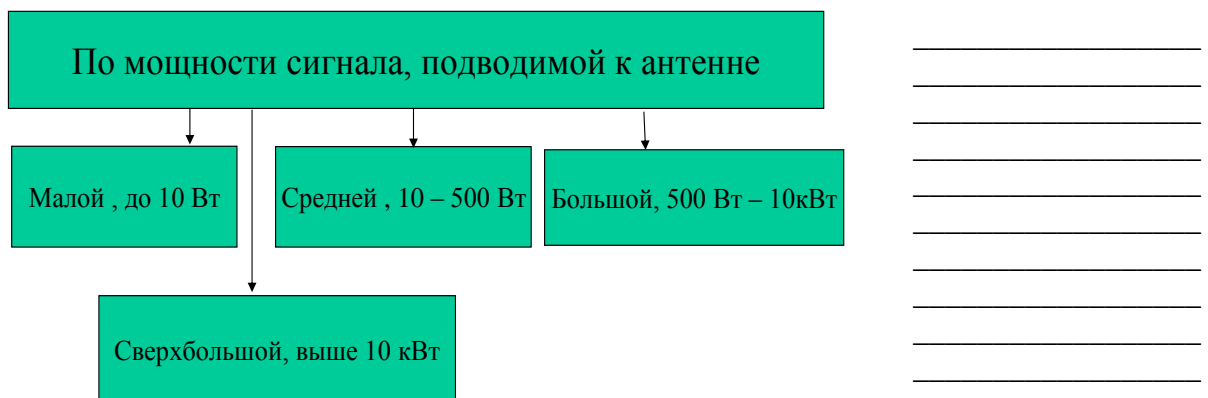 По мощности сигнала, подводимой к антенне
Малой , до 10 Вт
Средней , 10 – 500 Вт
Большой, 500 Вт – 10кВт
Сверхбольшой, выше 10 кВт